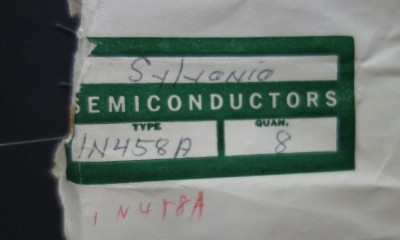 Sylvania
SEMICONDUCTORS
TYPE QUAN.
1N458A 8
1N458A